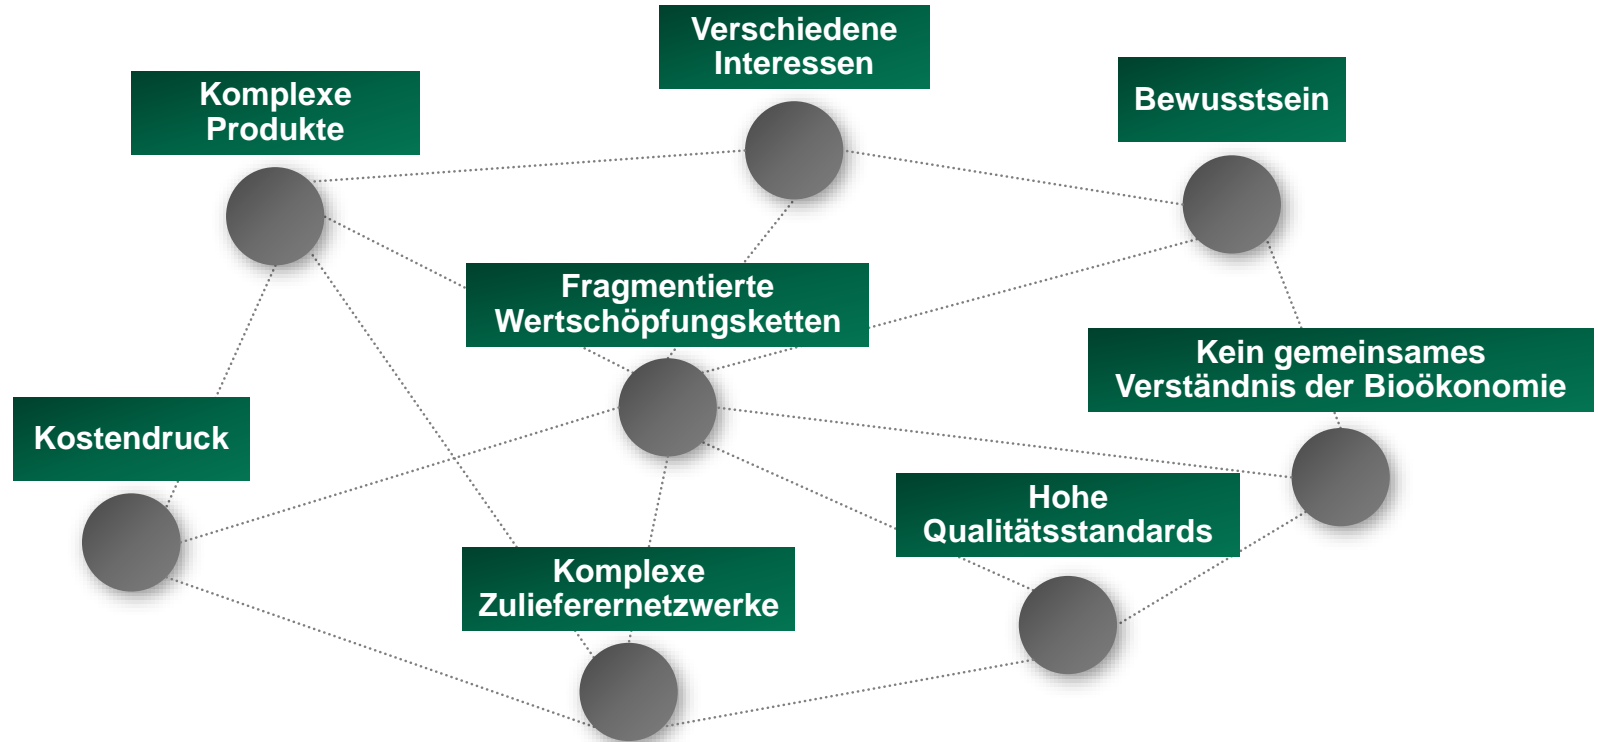 Verschiedene
Interessen
Komplexe
Produkte
Bewusstsein
Fragmentierte
Wertschöpfungsketten
Kein gemeinsames
Verständnis der Bioökonomie
Kostendruck
Hohe
Qualitätsstandards
Komplexe
Zulieferernetzwerke